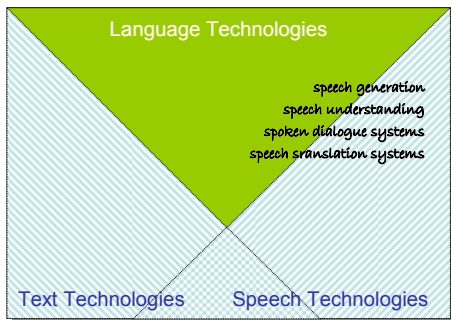 Language Technologies
speech generation
speech understanding
spoken dialogue systems
speech sranslation systems
Text Technologies
Speech Technologies